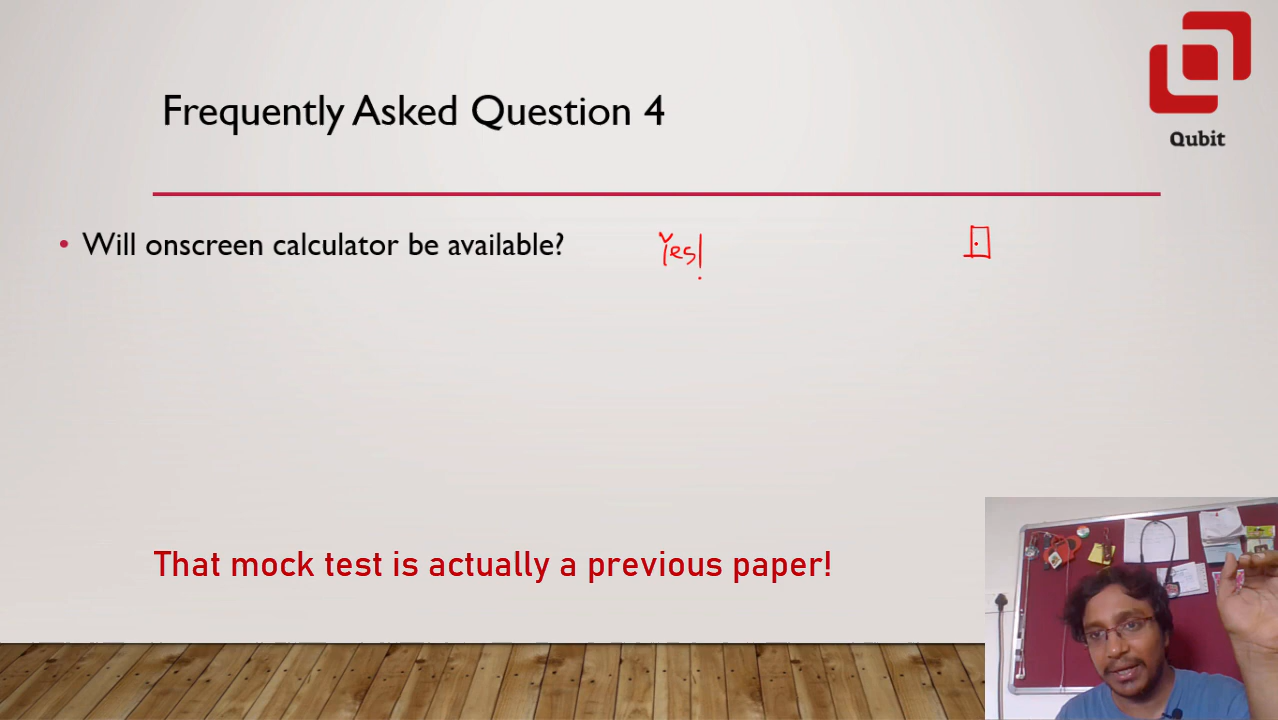 Frequently Asked Question 4
Qubit
• Will onscreen calculator be available?
Yes!
That mock test is actually a previous paper!